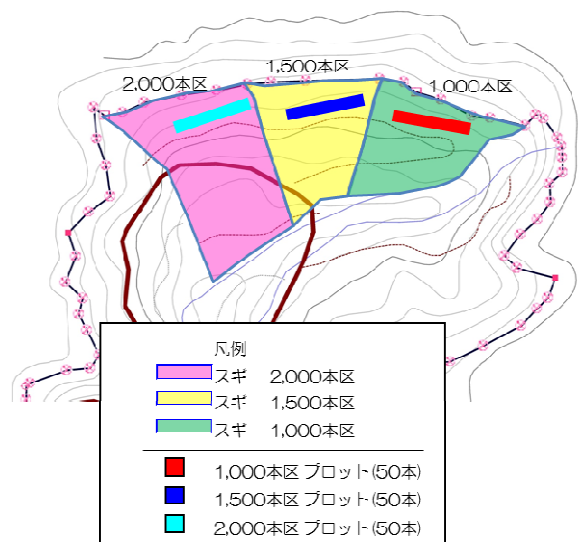 1,500本区
2,000本区
1,000本区
凡例
スギ 2,000本区
スギ 1,500本区
スギ 1,000本区
1,000本区 プロット(50本)
1,500本区 プロット(50本)
2,000本区 プロット(50本)